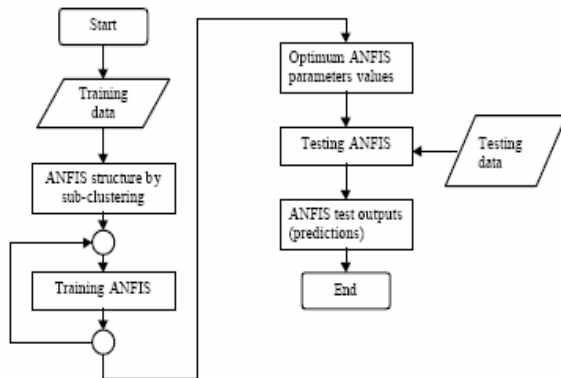 Start
Training
data
ANFIS structure by
sub-clustering
Training ANFIS
Optimum ANFIS
parameters values
Testing ANFIS
Testing
data
ANFIS test outputs
(predictions)
End